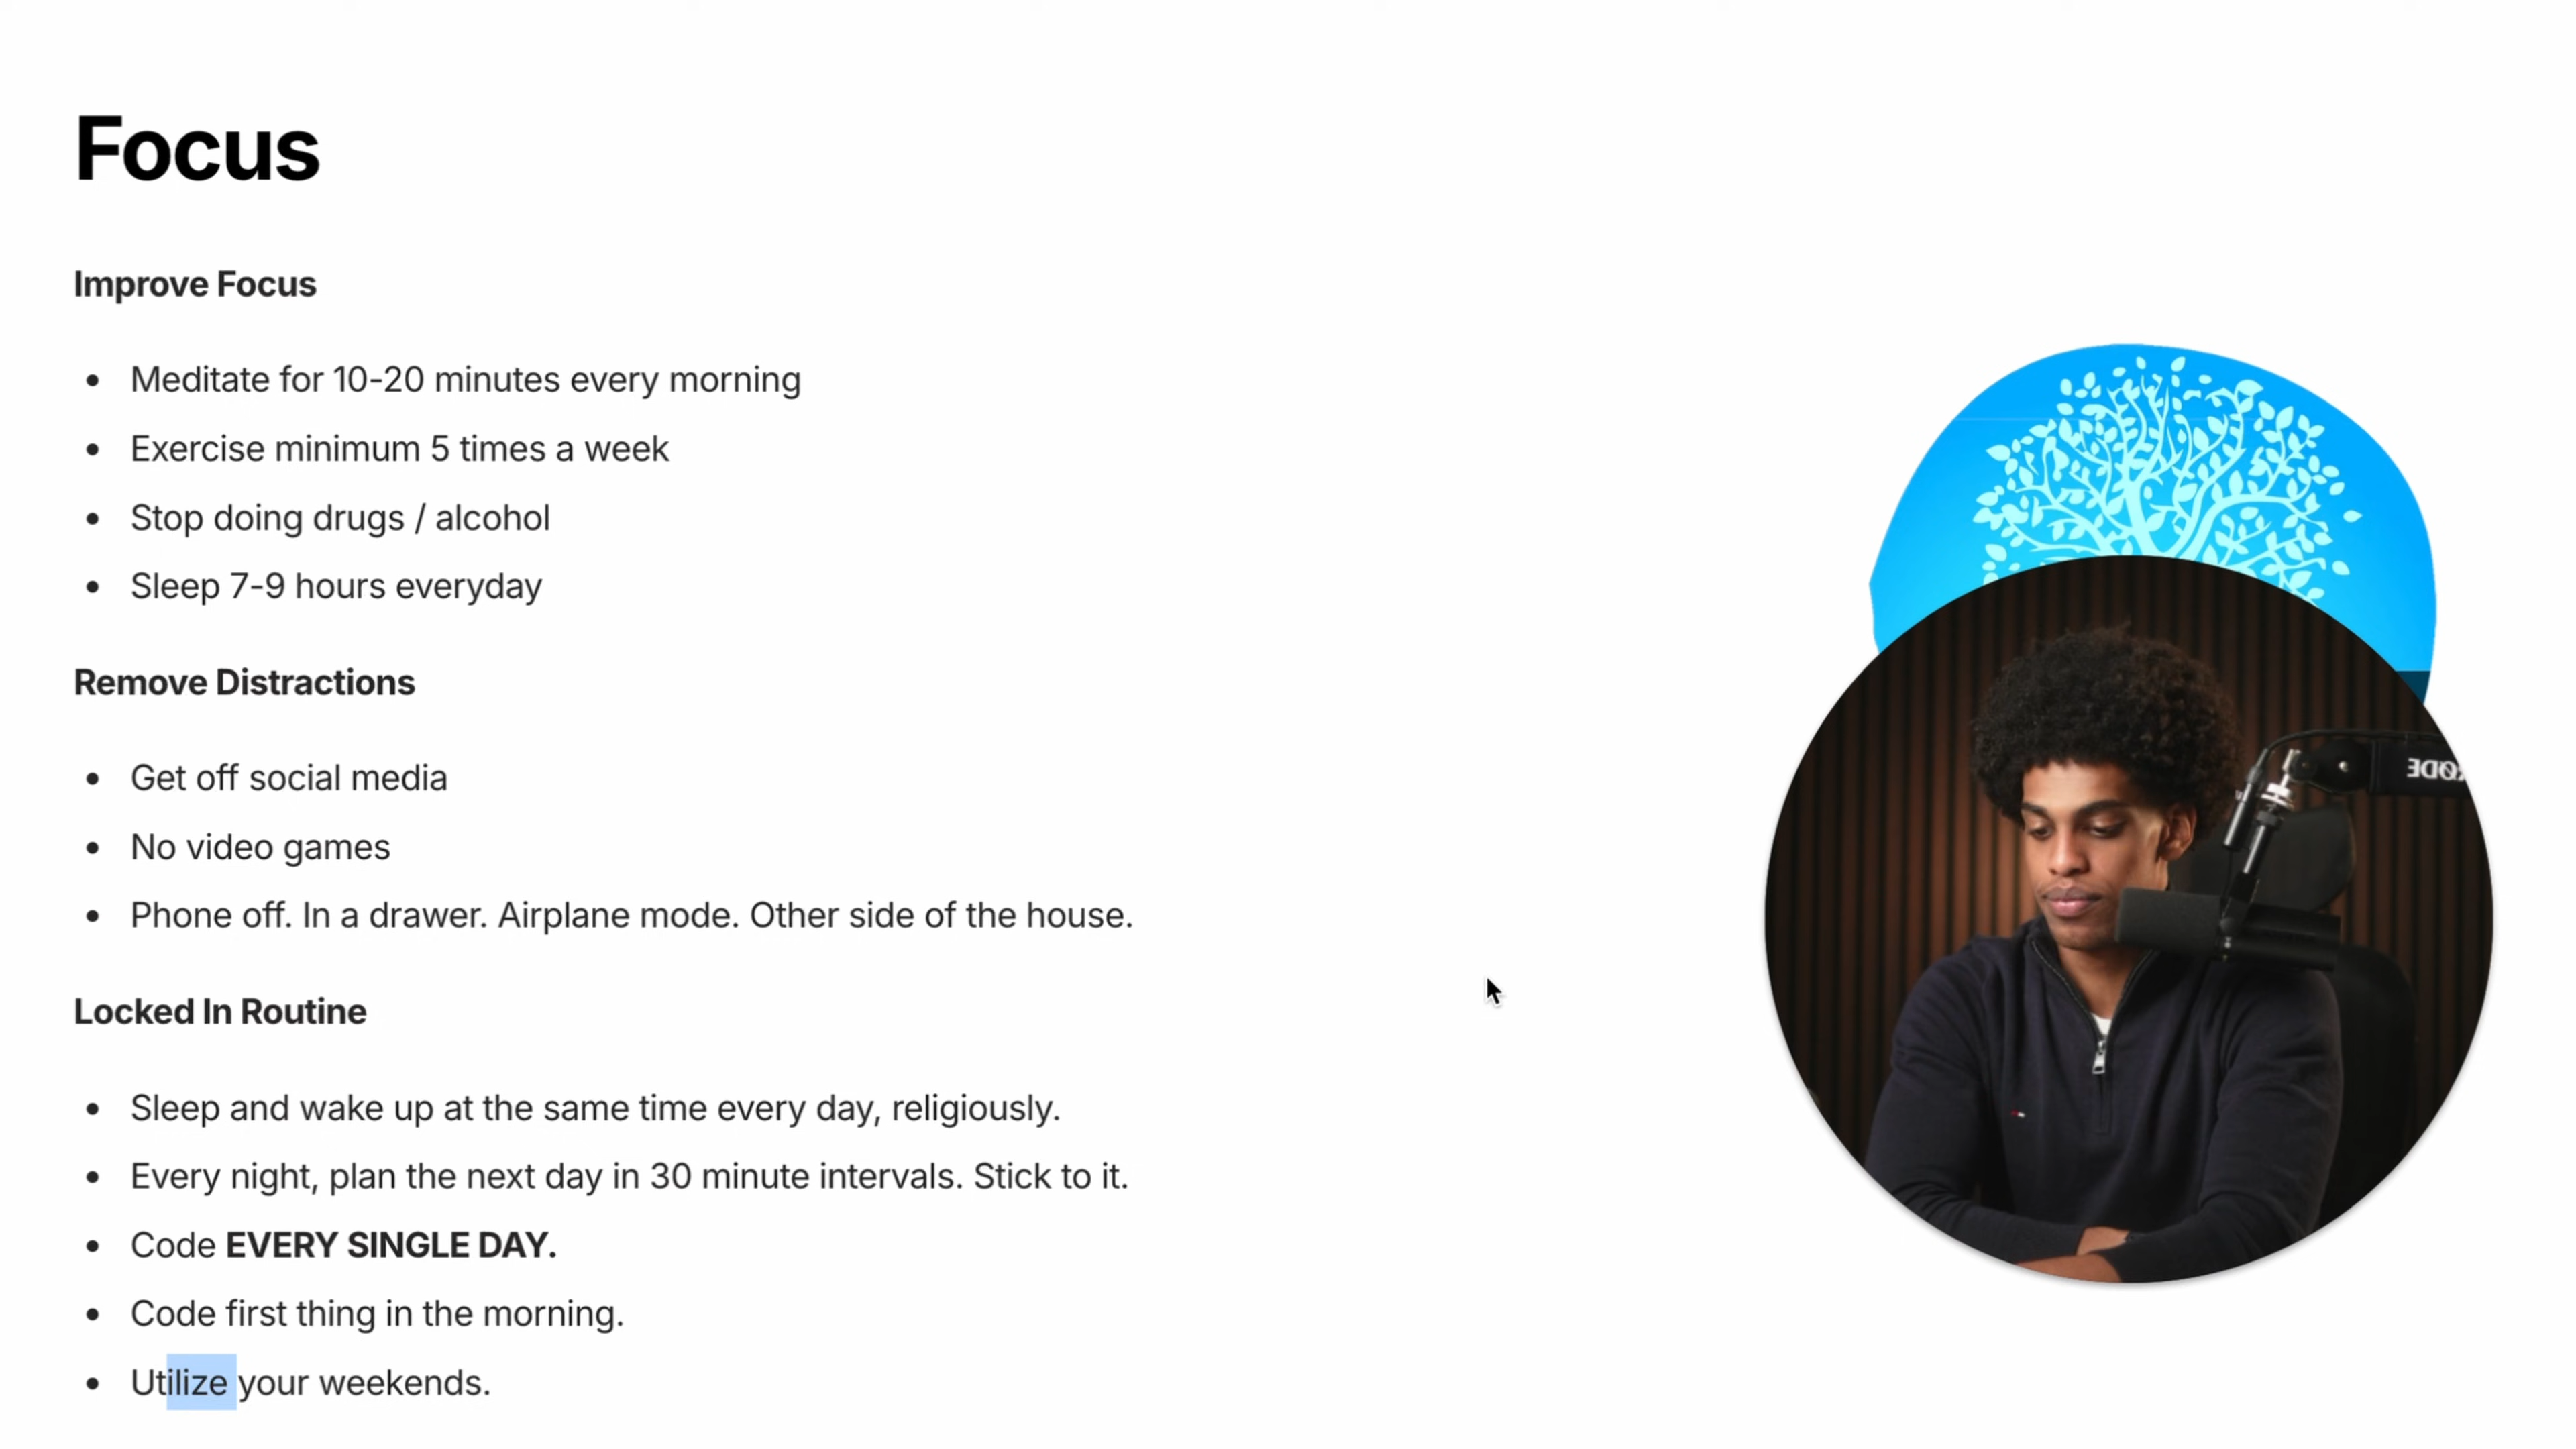 Focus
Improve Focus
• Meditate for 10-20 minutes every morning
• Exercise minimum 5 times a week
• Stop doing drugs / alcohol
• Sleep 7-9 hours everyday
Remove Distractions
• Get off social media
• No video games
• Phone off. In a drawer. Airplane mode. Other side of the house.
Locked In Routine
• Sleep and wake up at the same time every day, religiously.
• Every night, plan the next day in 30 minute intervals. Stick to it.
• Code EVERY SINGLE DAY.
• Code first thing in the morning.
• Utilize your weekends.
RØDE